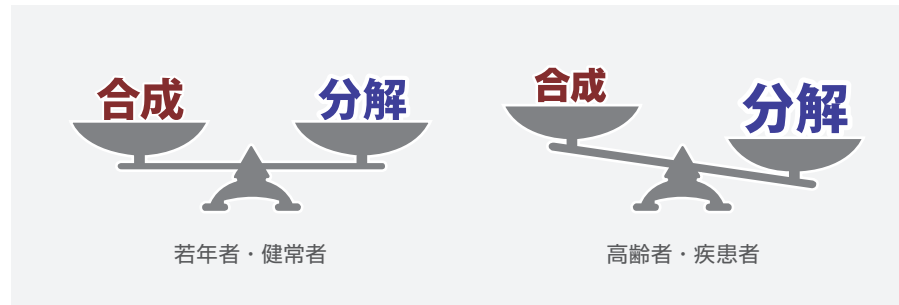 合成
分解
若年者・健常者
合成
分解
高齢者・疾患者